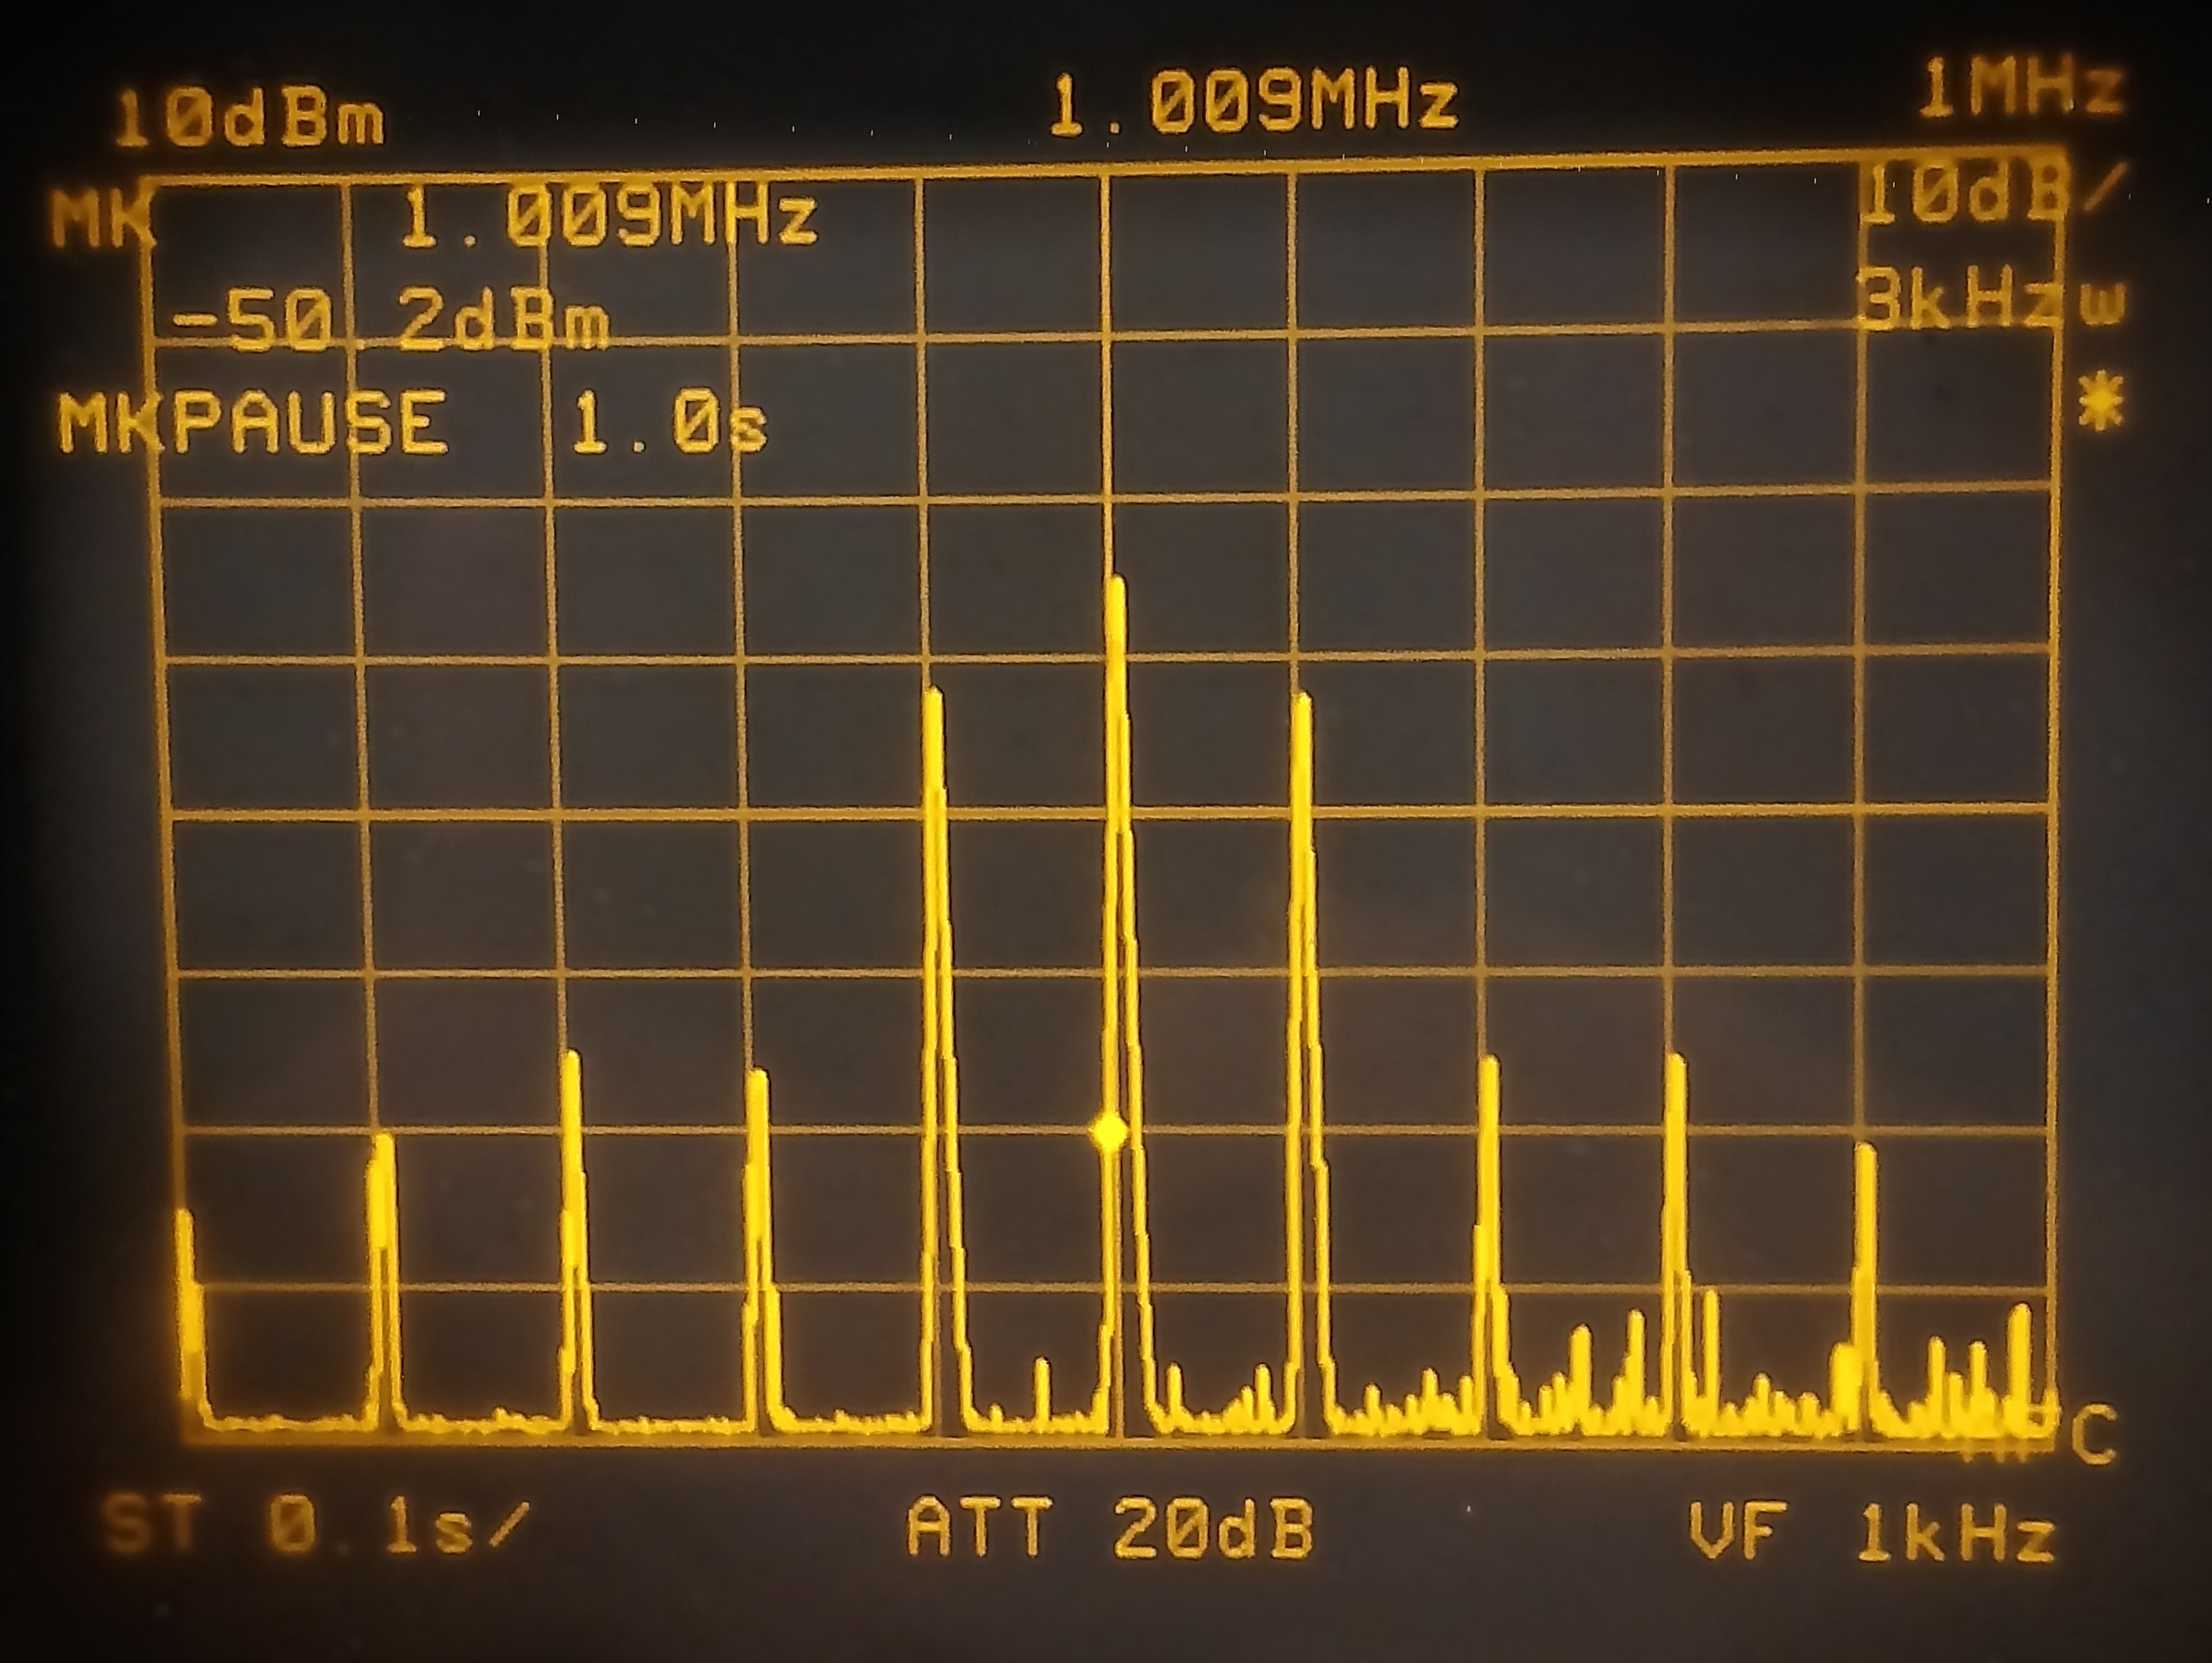 10dBm 1.009MHz 1MHz
MK 1.009MHz 10dB/
-50.2dBm 3kHz w
MKPAUSE 1.0s *
C
ST 0.1s/ ATT 20dB VF 1kHz